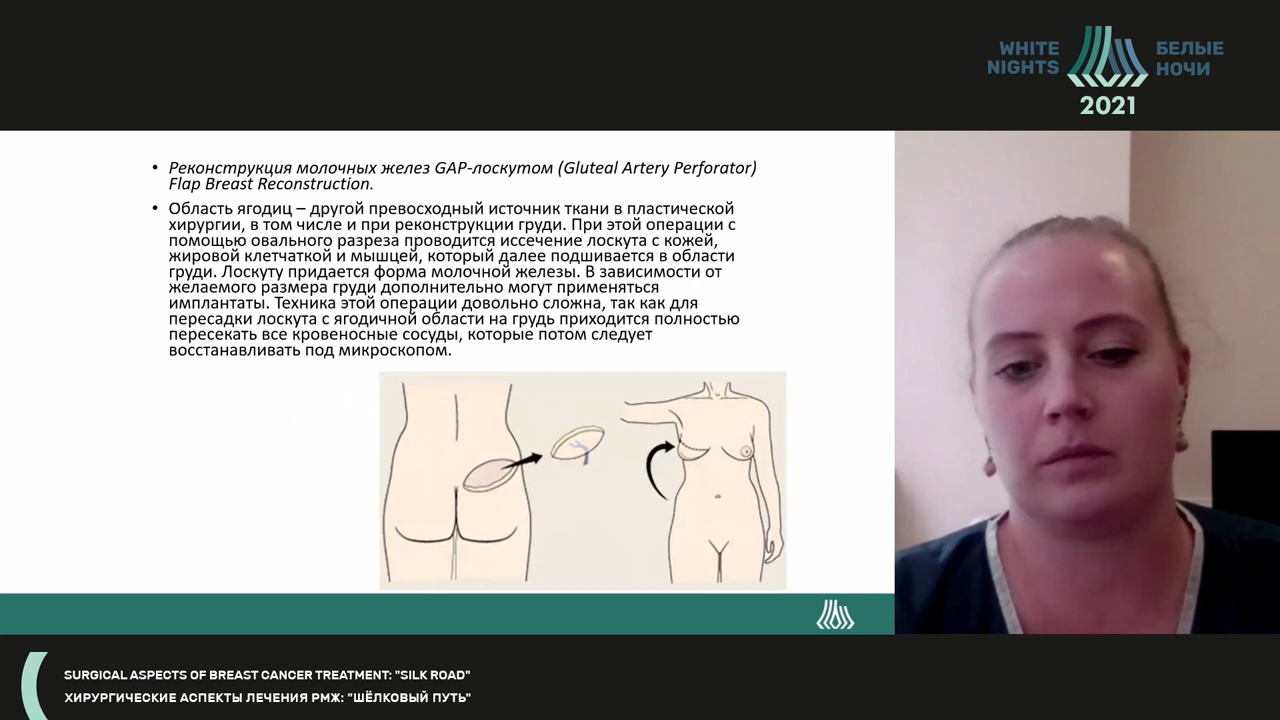 WHITE
NIGHTS
БЕЛЫЕ
НОЧИ
2021
• Реконструкция молочных желез GAP-лоскутом (Gluteal Artery Perforator)
Flap Breast Reconstruction.
• Область ягодиц – другой превосходный источник ткани в пластической
хирургии, в том числе и при реконструкции груди. При этой операции с
помощью овального разреза проводится иссечение лоскута с кожей,
жировой клетчаткой и мышцей, который далее подшивается в области
груди. Лоскуту придается форма молочной железы. В зависимости от
желаемого размера груди дополнительно могут применяться
имплантаты. Техника этой операции довольно сложна, так как для
пересадки лоскута с ягодичной области на грудь приходится полностью
пересекать все кровеносные сосуды, которые потом следует
восстанавливать под микроскопом.
SURGICAL ASPECTS OF BREAST CANCER TREATMENT: "SILK ROAD"
ХИРУРГИЧЕСКИЕ АСПЕКТЫ ЛЕЧЕНИЯ РМЖ: "ШЁЛКОВЫЙ ПУТЬ"